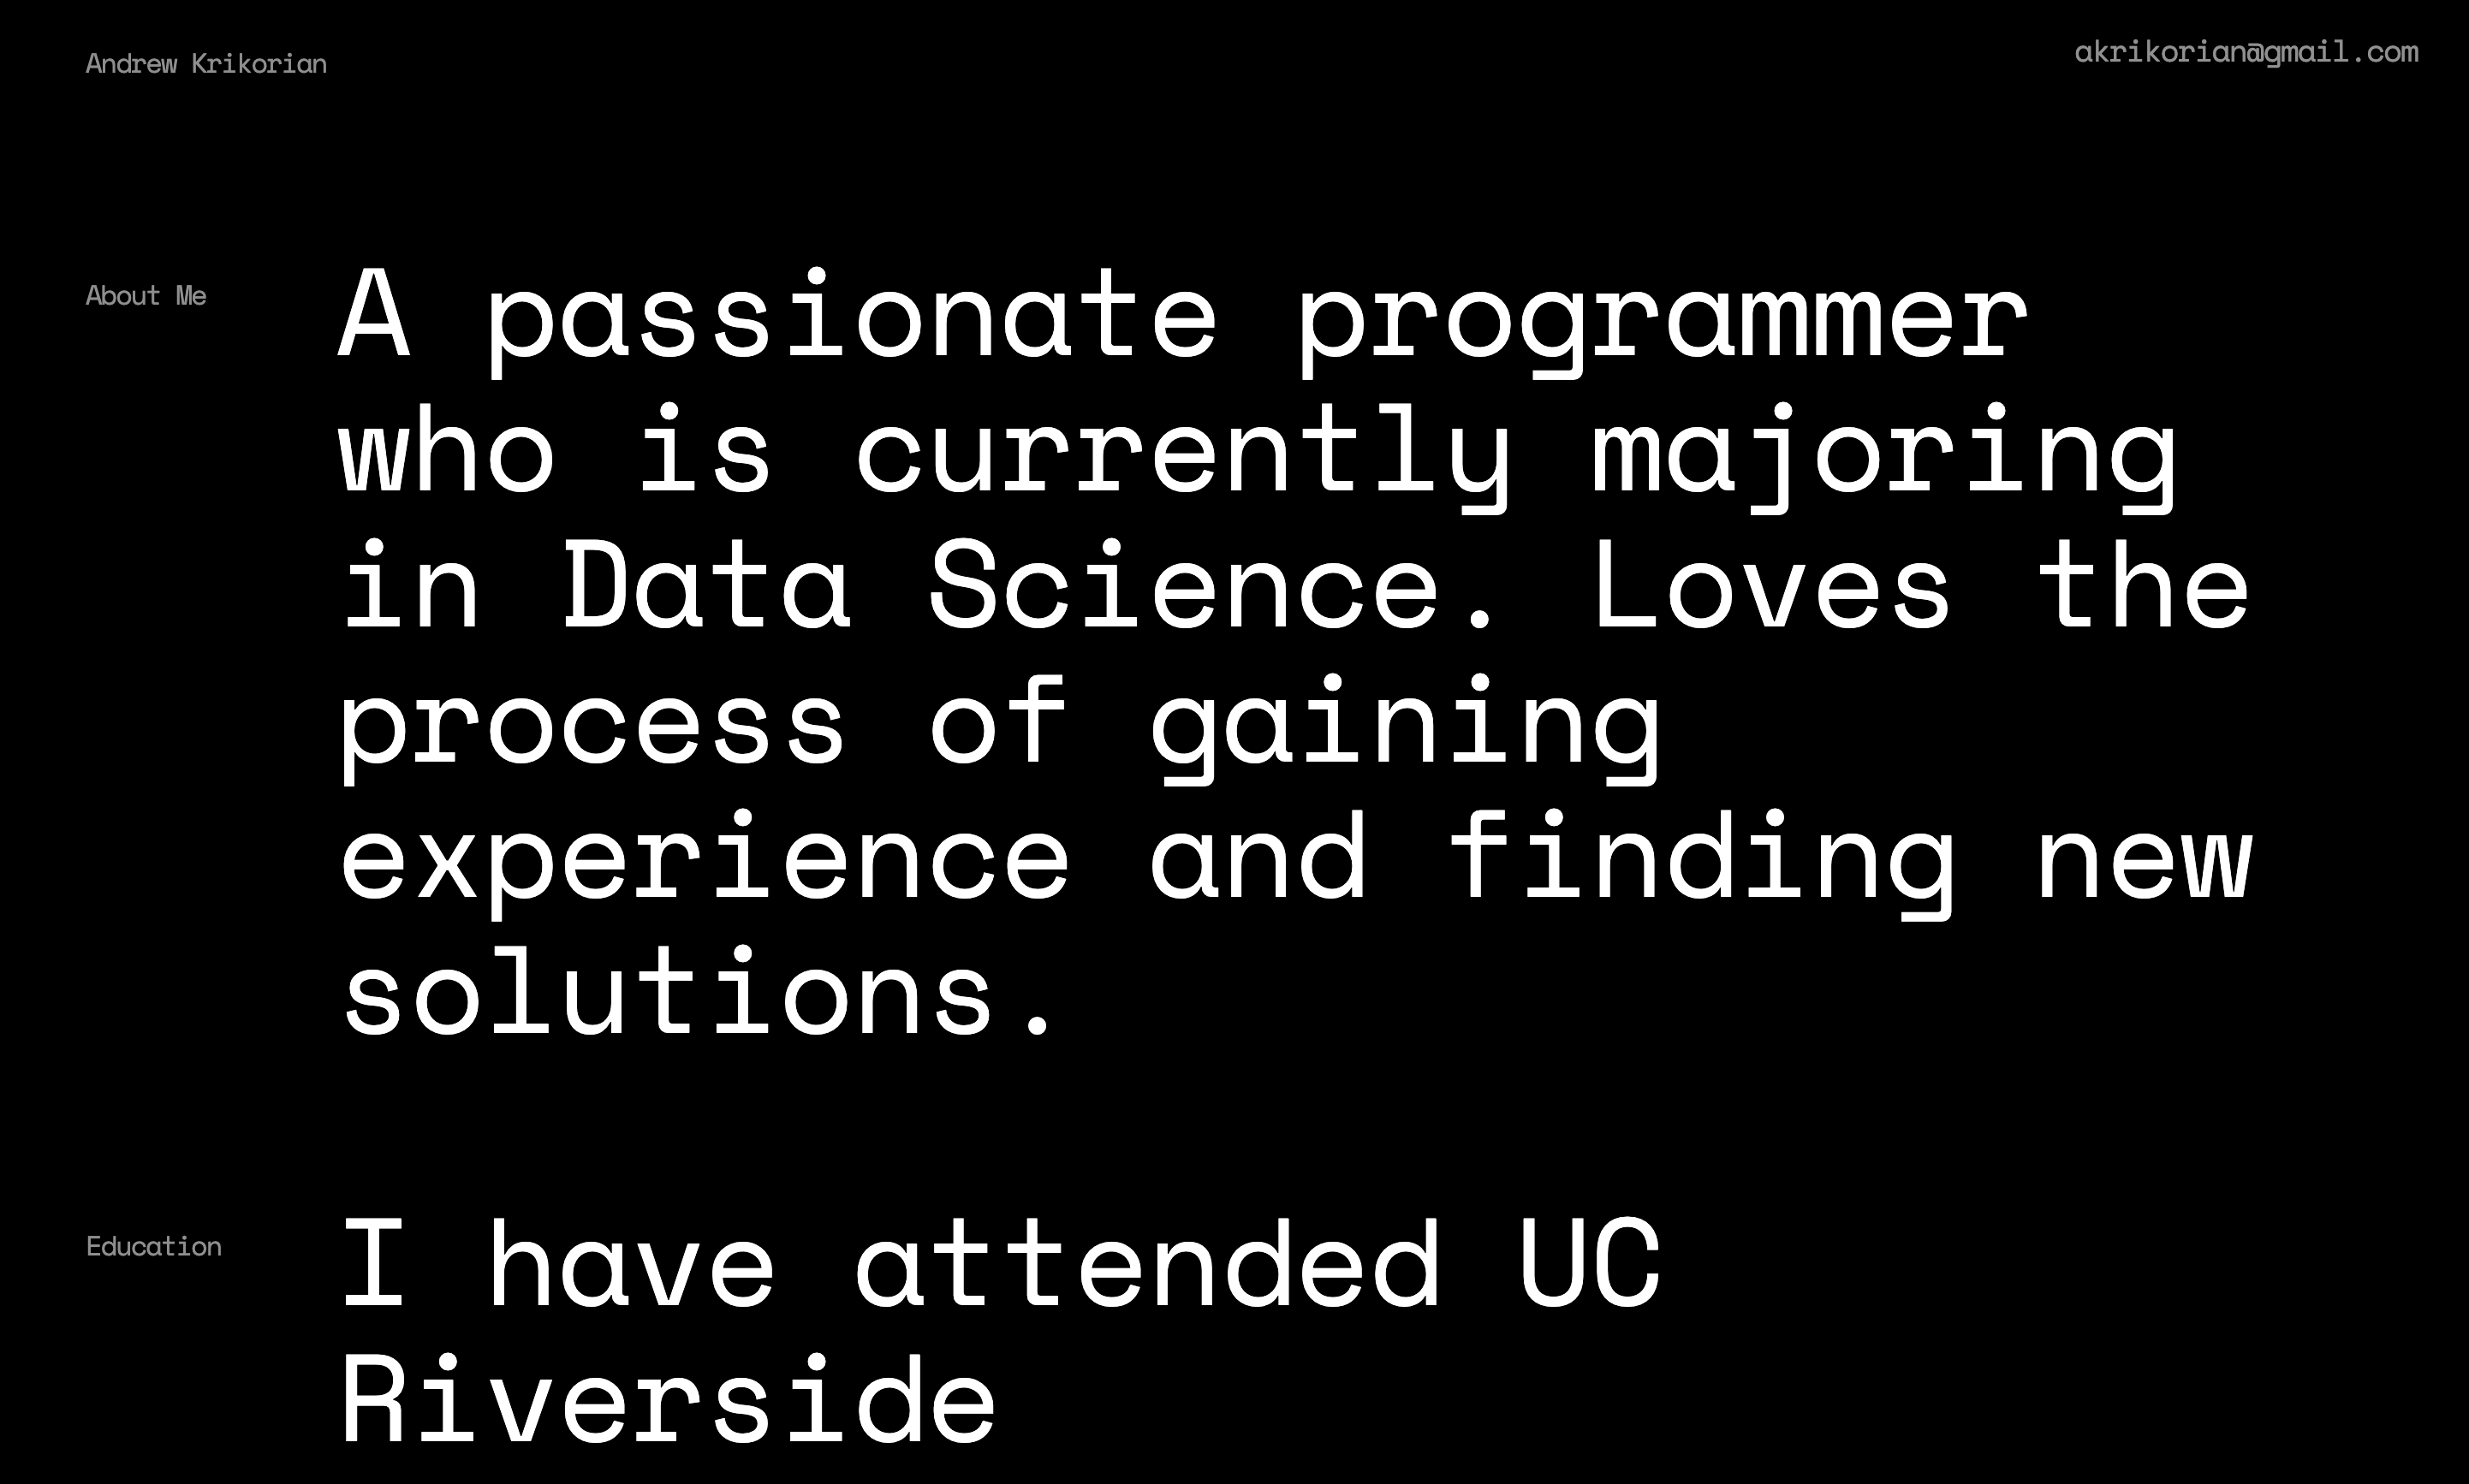 Andrew Krikorian
akrikorian@gmail.com
About Me
A passionate programmer
who is currently majoring
in Data Science. Loves the
process of gaining
experience and finding new
solutions.
Education
I have attended UC
Riverside